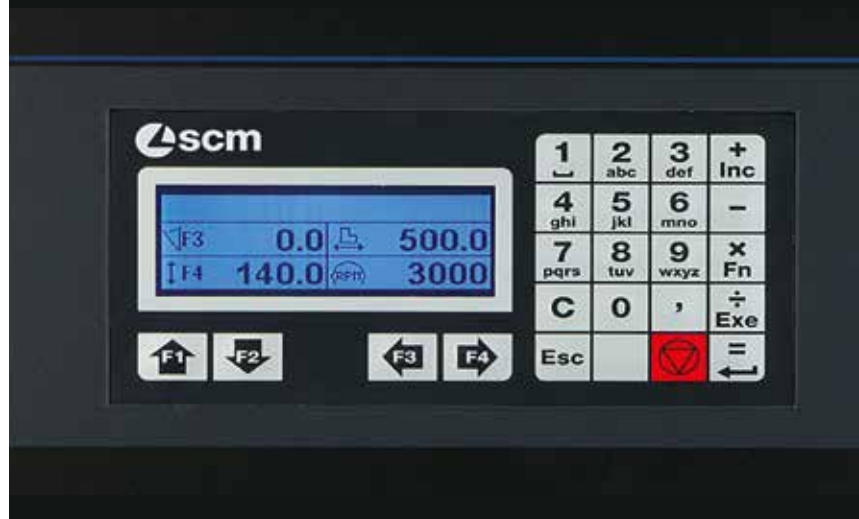 scm
F3 0.0 500.0
F4 140.0 RPM 3000
F1 F2 F3 F4
1 2 3 + 
abc def Inc
4 5 6 -
ghi jkl mno
7 8 9 ×
pqrs tuv wxyz Fn
C 0 , ÷
Exe
Esc =